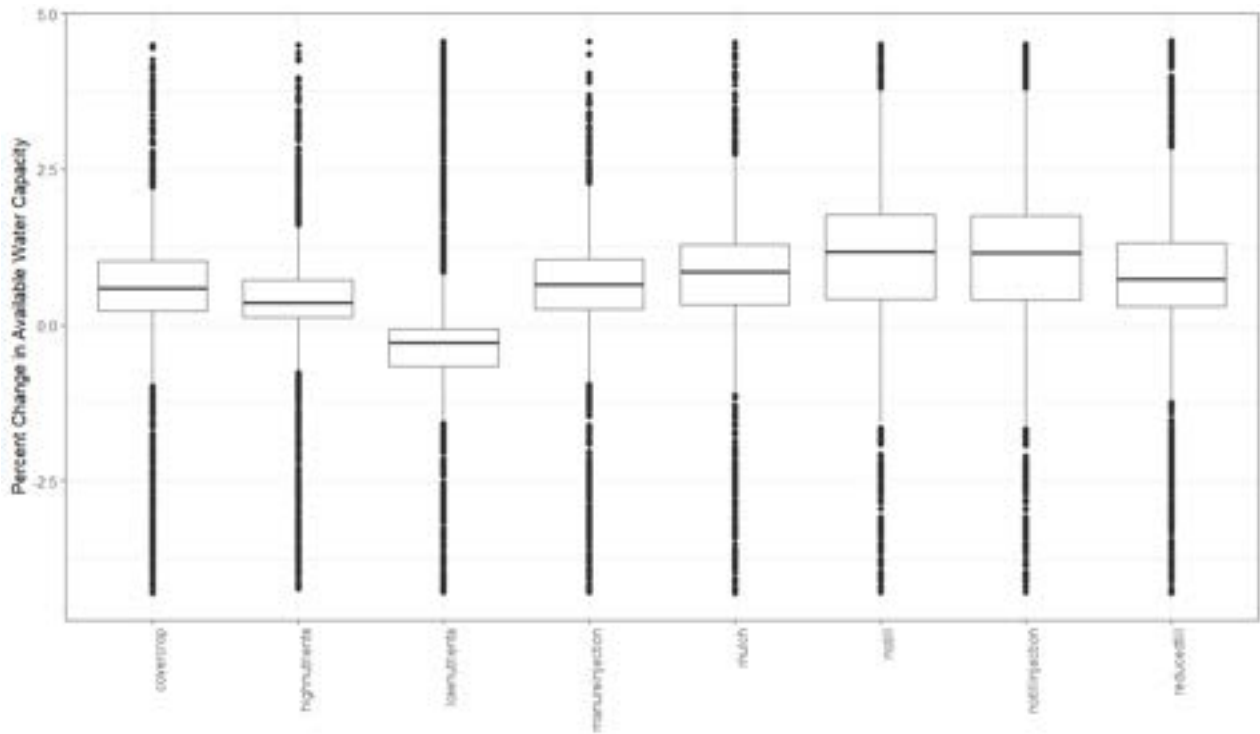 Percent Change in Available Water Capacity
5.0
2.5
0.0
-2.5
covercrop
highnutrients
lownutrients
manureinjection
mulch
notill
notillinjection
reducedtill